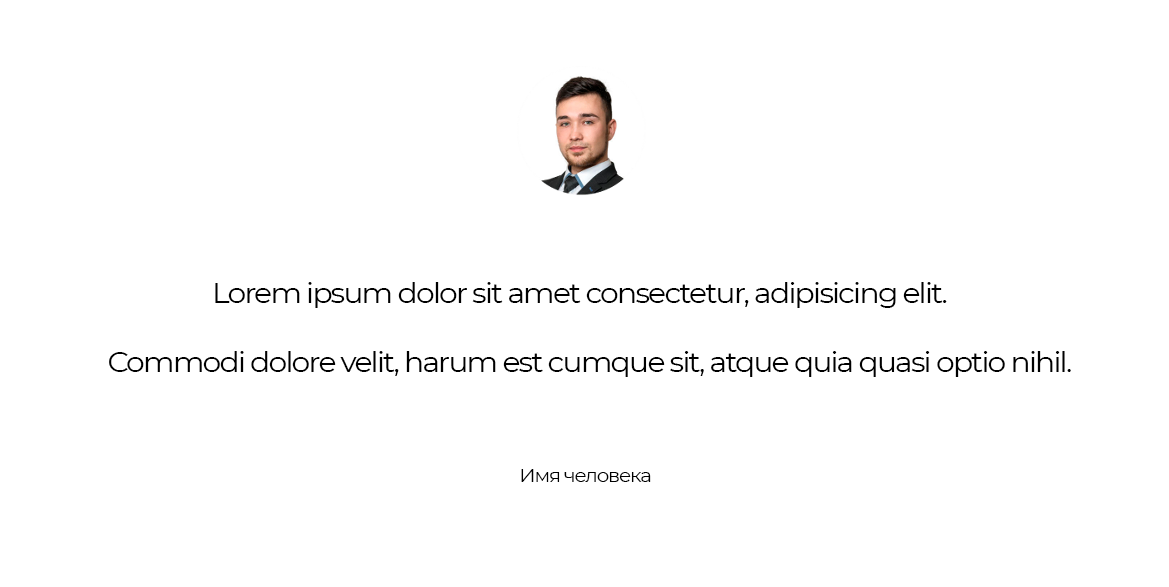 Lorem ipsum dolor sit amet consectetur, adipisicing elit.
Commodi dolore velit, harum est cumque sit, atque quia quasi optio nihil.
Имя человека